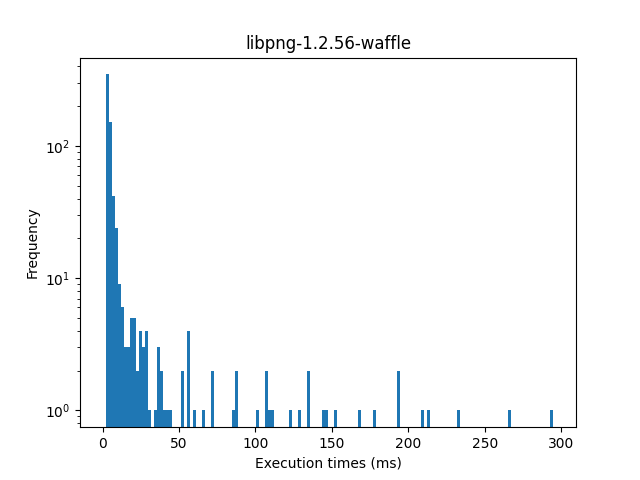 libpng-1.2.56-waffle
Frequency
10²
10¹
10⁰
0 50 100 150 200 250 300
Execution times (ms)